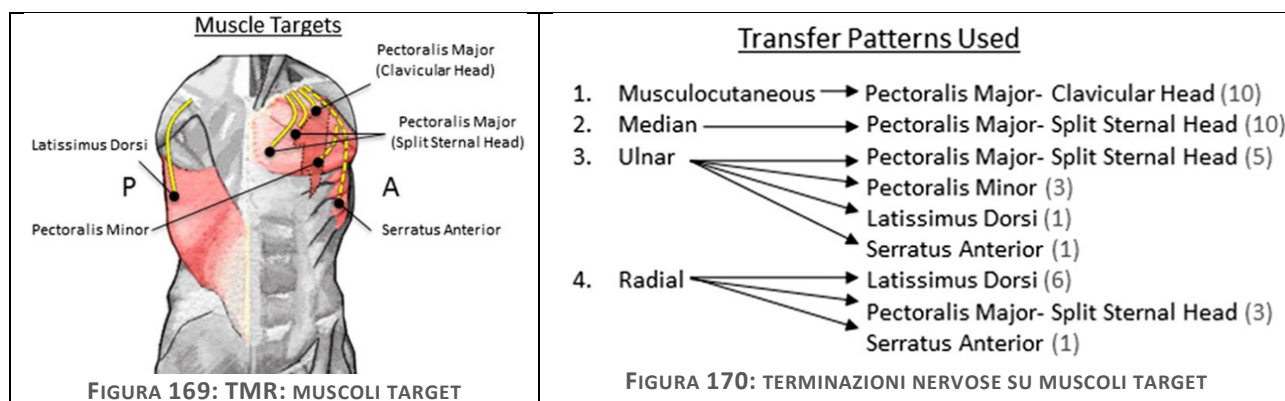 Muscle Targets
Pectoralis Major
(Clavicular Head)
Pectoralis Major
(Split Sternal Head)
Latissimus Dorsi
P
A
Pectoralis Minor
Serratus Anterior
FIGURA 169: TMR: MUSCOLI TARGET
Transfer Patterns Used
1. Musculocutaneous Pectoralis Major- Clavicular Head (10)
2. Median Pectoralis Major- Split Sternal Head (10)
3. Ulnar Pectoralis Major- Split Sternal Head (5)
Pectoralis Minor (3)
Latissimus Dorsi (1)
Serratus Anterior (1)
4. Radial Latissimus Dorsi (6)
Pectoralis Major- Split Sternal Head (3)
Serratus Anterior (1)
FIGURA 170: TERMINAZIONI NERVOSE SU MUSCOLI TARGET